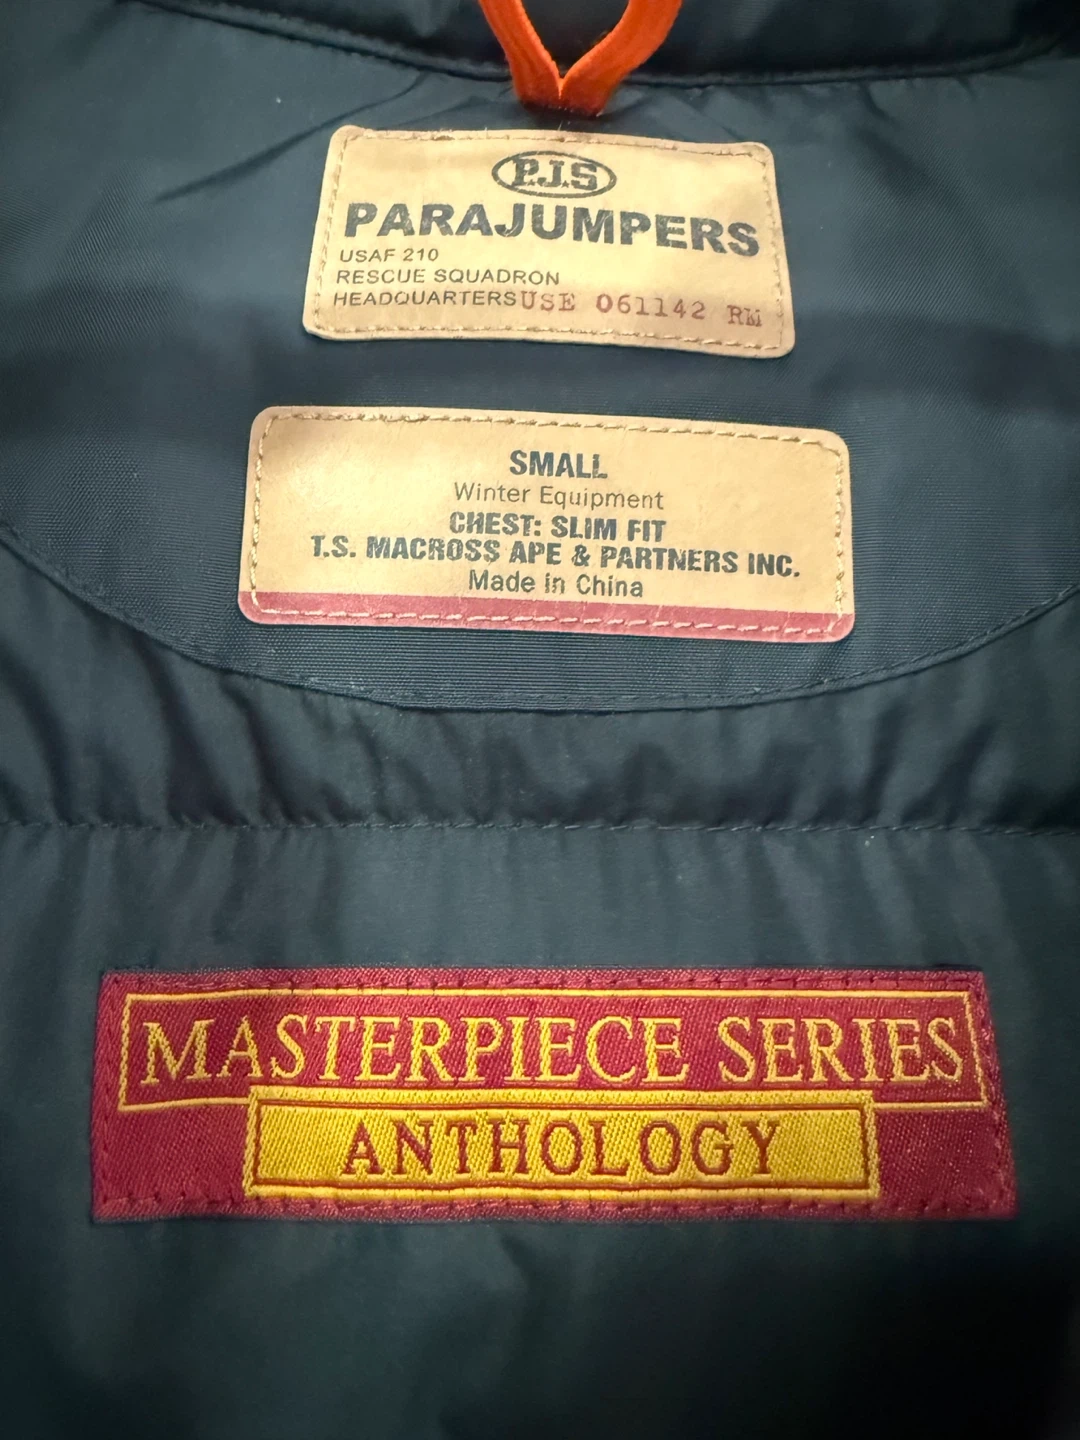 P.J.S
PARAJUMPERS
USAF 210
RESCUE SQUADRON
HEADQUARTERS USE 061142 RM
SMALL
Winter Equipment
CHEST: SLIM FIT
T.S. MACROSS APE & PARTNERS INC.
Made in China
MASTERPIECE SERIES
ANTHOLOGY